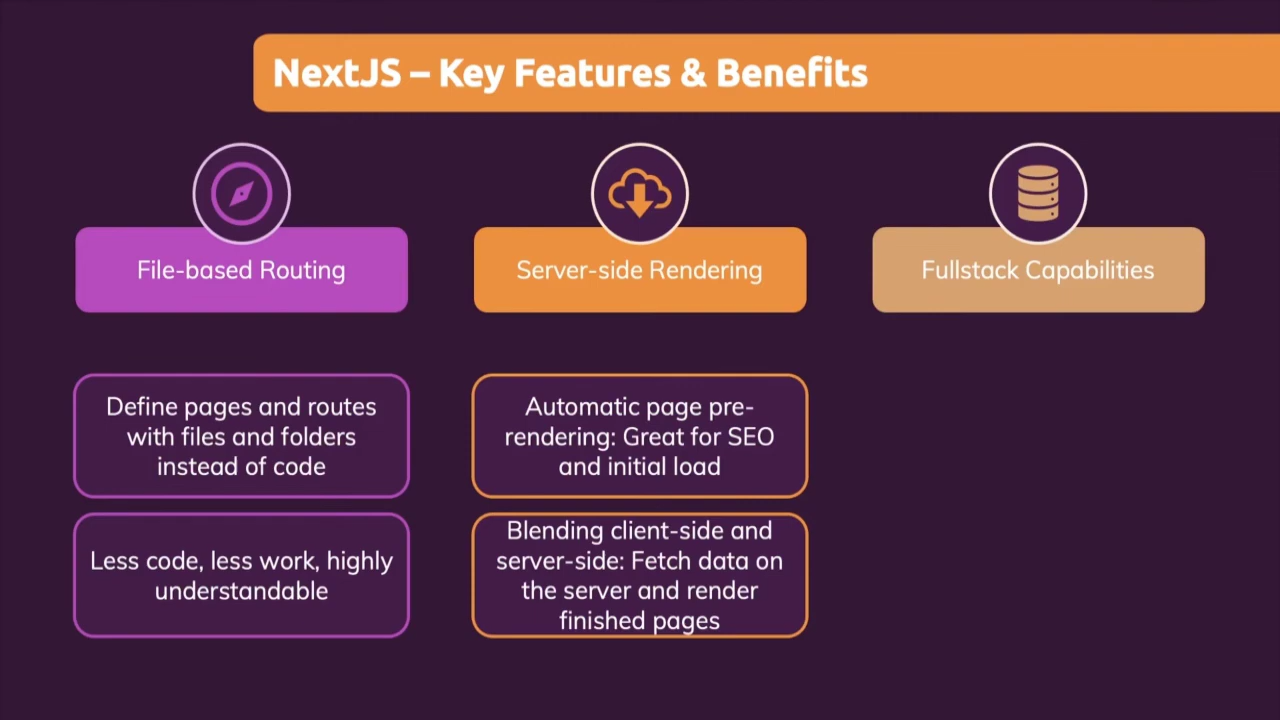 NextJS – Key Features & Benefits
File-based Routing
Server-side Rendering
Fullstack Capabilities
Define pages and routes
with files and folders
instead of code
Automatic page pre-
rendering: Great for SEO
and initial load
Less code, less work, highly
understandable
Blending client-side and
server-side: Fetch data on
the server and render
finished pages